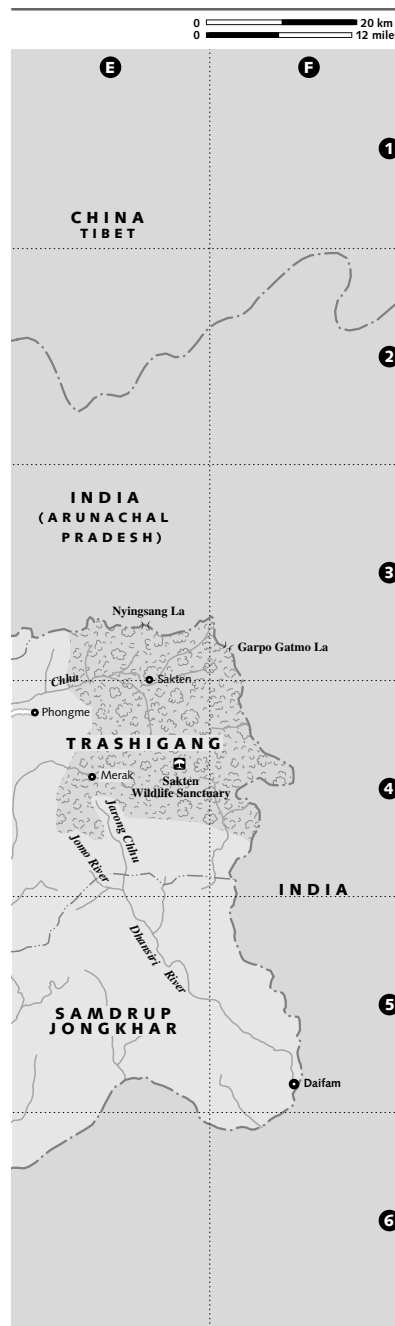 0 20 km
0 12 mile
E F
1
CHINA
TIBET
2
INDIA
(ARUNACHAL
PRADESH)
3
Nyingsang La
Garpo Gatmo La
Chhu
Sakten
Phongme
TRASHIGANG
Merak
Sakten
Wildlife Sanctuary
4
Jarong Chhu
Jomo River
INDIA
Dhansiri River
5
SAMDRUP
JONGKHAR
Daifam
6